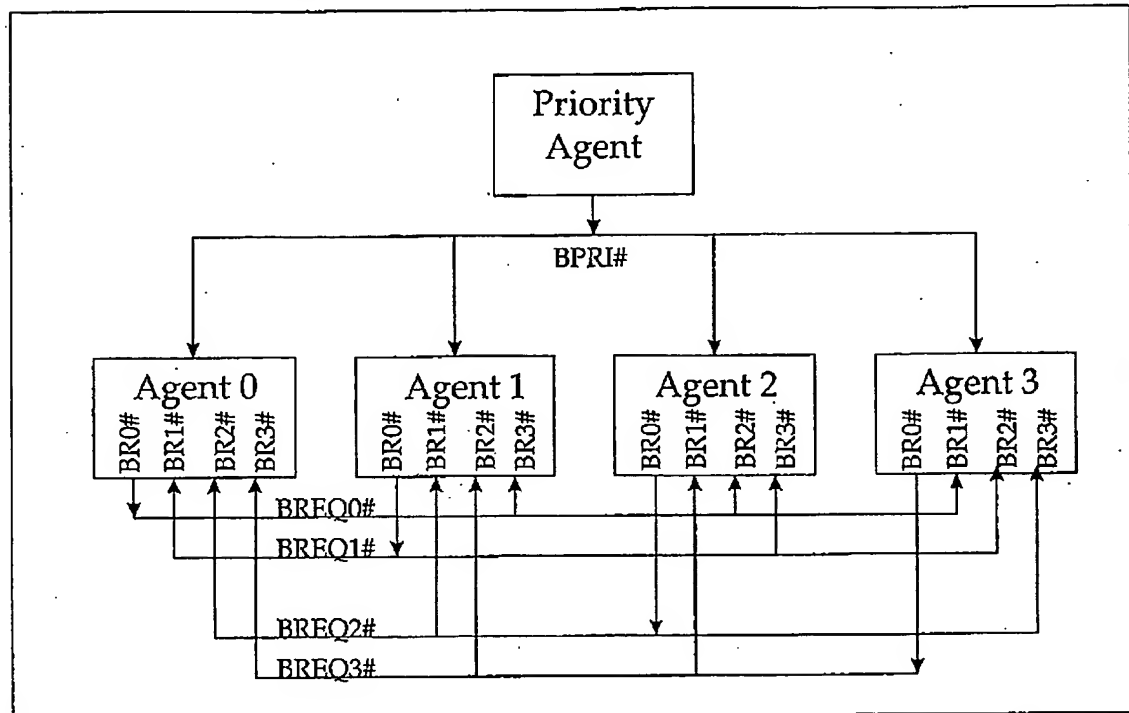 Priority
Agent
BPRI#
Agent 0
BR0#
BR1#
BR2#
BR3#
Agent 1
BR0#
BR1#
BR2#
BR3#
Agent 2
BR0#
BR1#
BR2#
BR3#
Agent 3
BR0#
BR1#
BR2#
BR3#
BREQ0#
BREQ1#
BREQ2#
BREQ3#